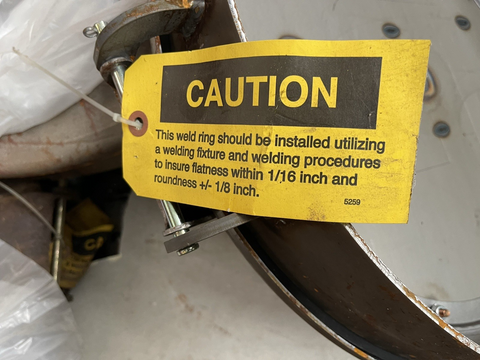 CAUTION
This weld ring should be installed utilizing
a welding fixture and welding procedures
to insure flatness within 1/16 inch and
roundness +/- 1/8 inch.
5259
CA